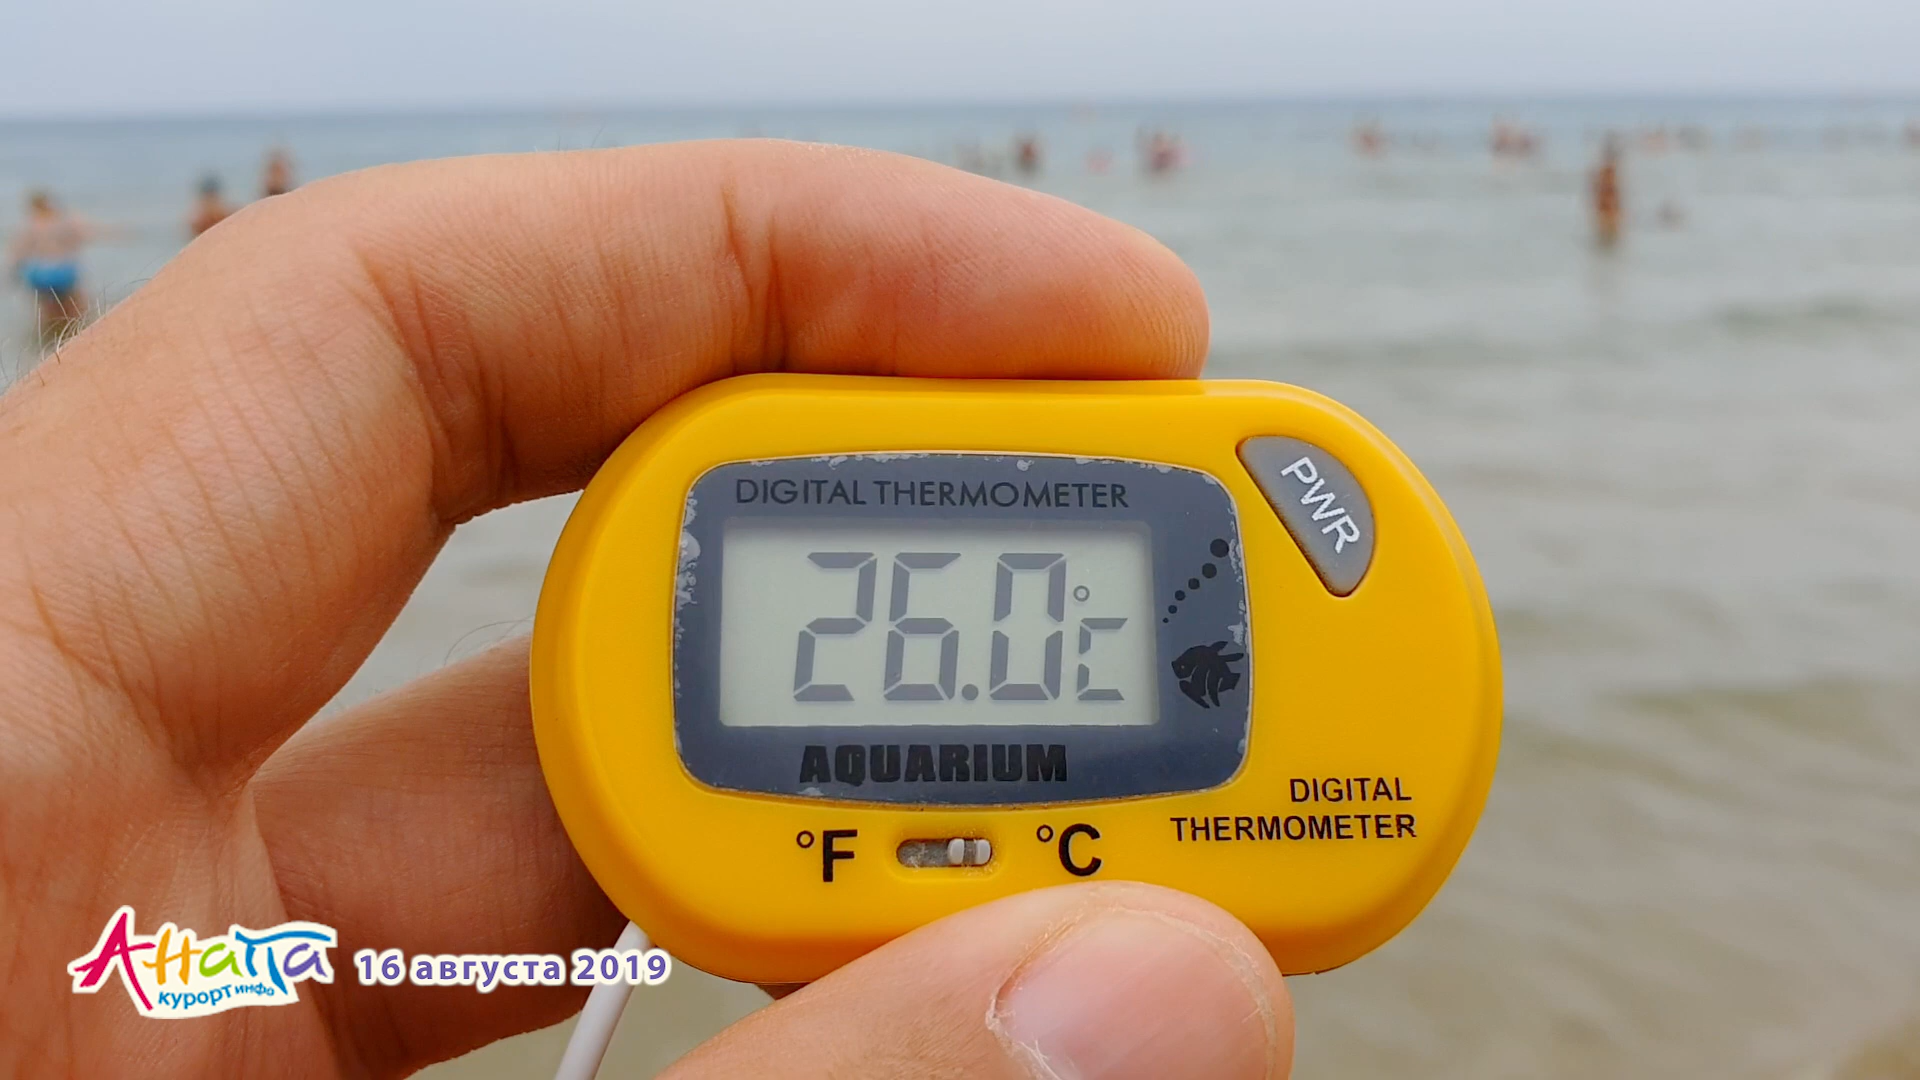 DIGITAL THERMOMETER
PWR
26.0°C
AQUARIUM
DIGITAL
THERMOMETER
°F °C
Анапа
курорт инфо
16 августа 2019